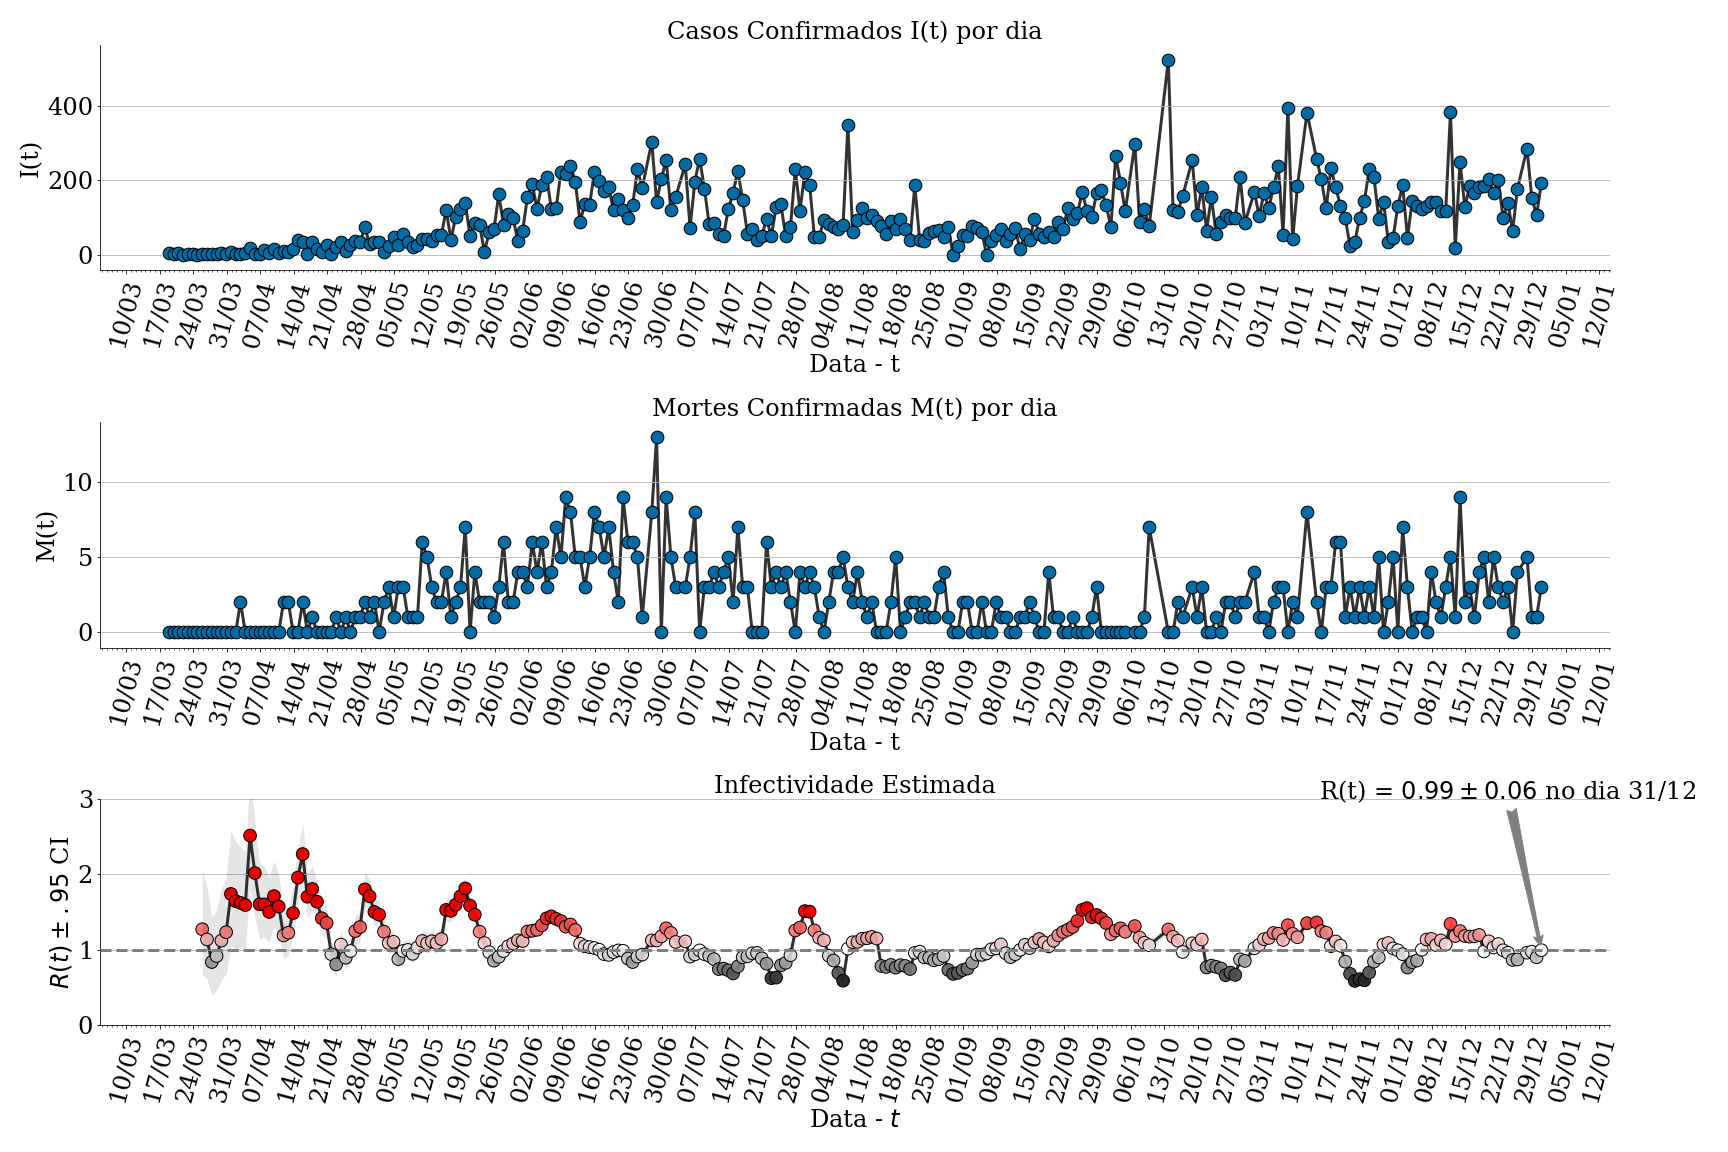 Casos Confirmados I(t) por dia
I(t)
400
200
0
10/03 17/03 24/03 31/03 07/04 14/04 21/04 28/04 05/05 12/05 19/05 26/05 02/06 09/06 16/06 23/06 30/06 07/07 14/07 21/07 28/07 04/08 11/08 18/08 25/08 01/09 08/09 15/09 22/09 29/09 06/10 13/10 20/10 27/10 03/11 10/11 17/11 24/11 01/12 08/12 15/12 22/12 29/12 05/01 12/01
Data - t
Mortes Confirmadas M(t) por dia
M(t)
10
5
0
10/03 17/03 24/03 31/03 07/04 14/04 21/04 28/04 05/05 12/05 19/05 26/05 02/06 09/06 16/06 23/06 30/06 07/07 14/07 21/07 28/07 04/08 11/08 18/08 25/08 01/09 08/09 15/09 22/09 29/09 06/10 13/10 20/10 27/10 03/11 10/11 17/11 24/11 01/12 08/12 15/12 22/12 29/12 05/01 12/01
Data - t
Infectividade Estimada
R(t) = 0.99 ± 0.06 no dia 31/12
R(t) ± .95 CI
3
2
1
0
10/03 17/03 24/03 31/03 07/04 14/04 21/04 28/04 05/05 12/05 19/05 26/05 02/06 09/06 16/06 23/06 30/06 07/07 14/07 21/07 28/07 04/08 11/08 18/08 25/08 01/09 08/09 15/09 22/09 29/09 06/10 13/10 20/10 27/10 03/11 10/11 17/11 24/11 01/12 08/12 15/12 22/12 29/12 05/01 12/01
Data - t